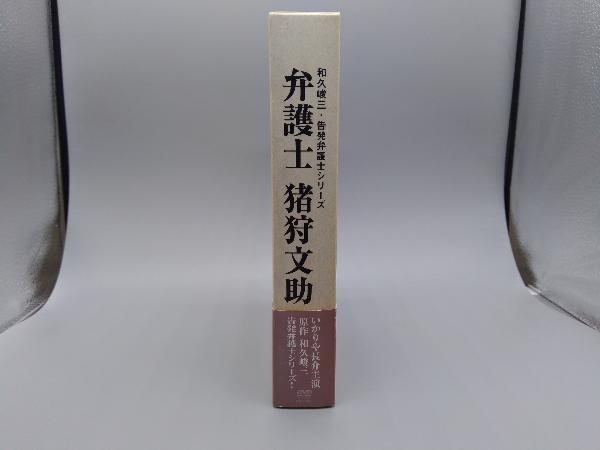 和久峻三・告発弁護士シリーズ
弁護士 猪狩文助
いかりや長介主演
原作 和久峻三
告発弁護士シリーズ!
DVD